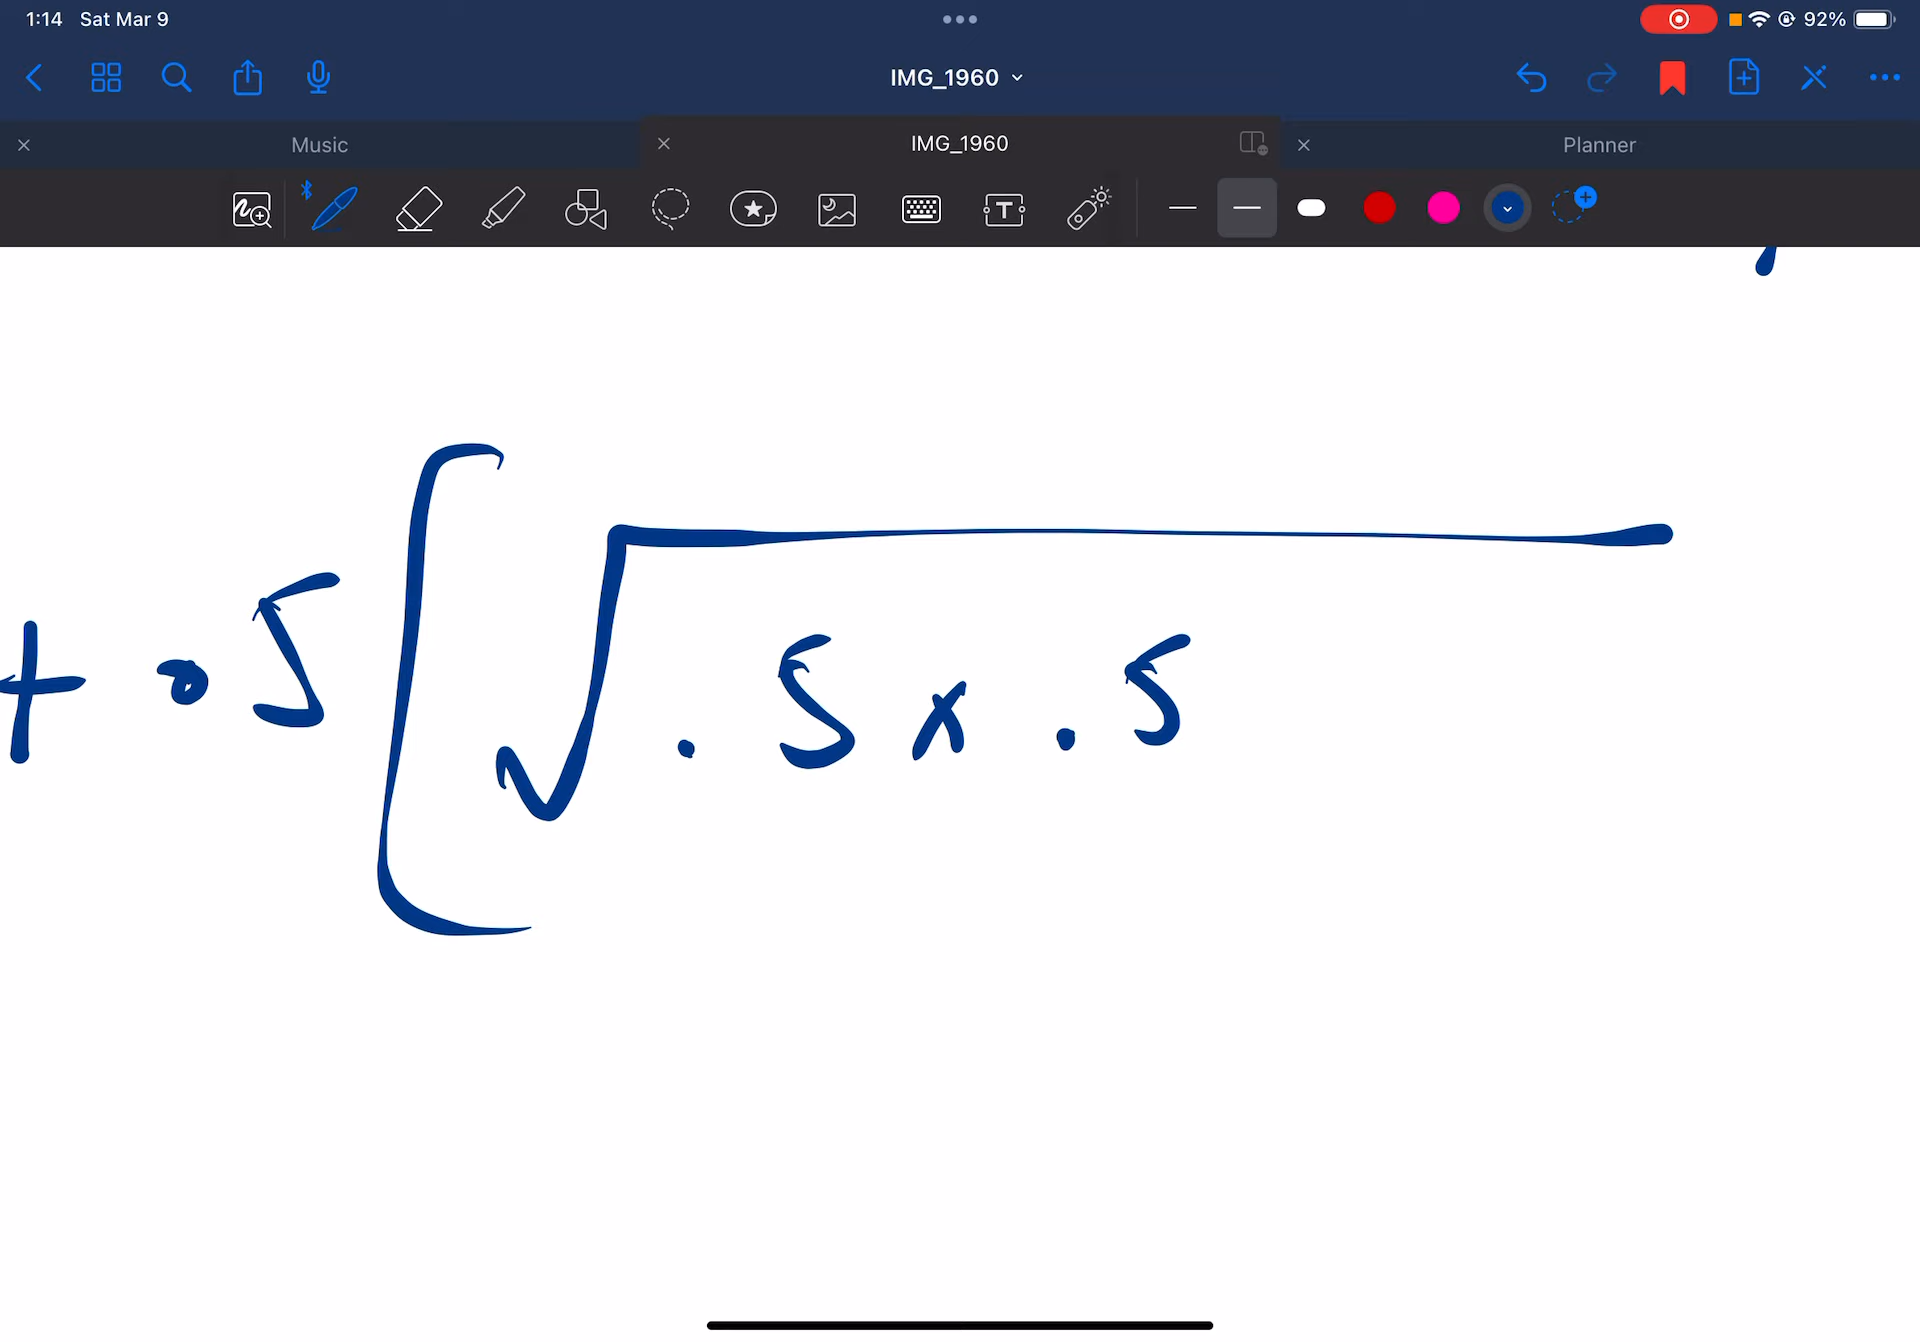 1:14 Sat Mar 9 92%
IMG_1960
Music IMG_1960 Planner
T
+ .5[√.5x.5